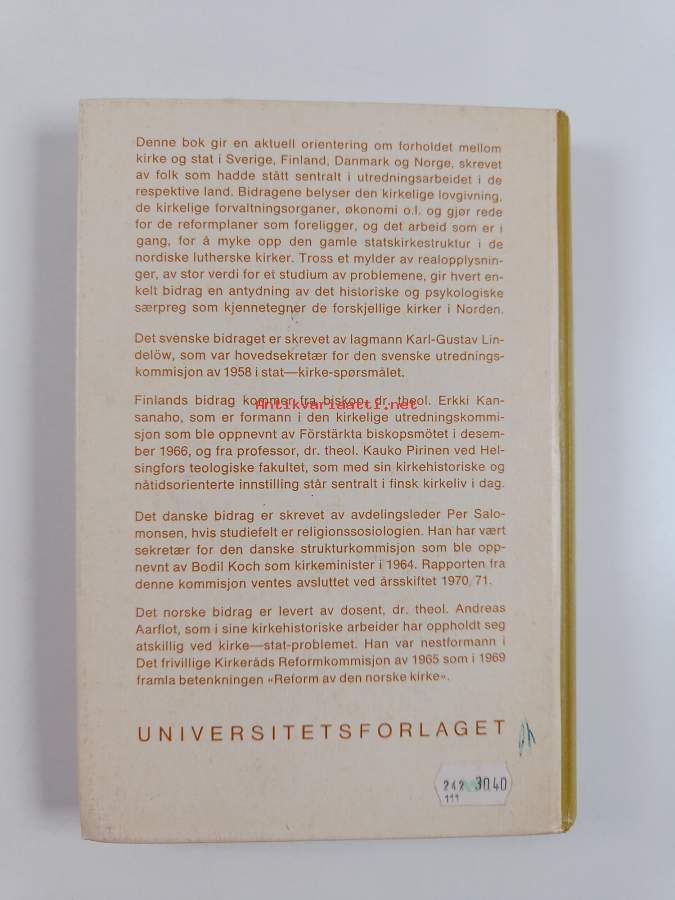 Denne bok gir en aktuell orientering om forholdet mellom
kirke og stat i Sverige, Finland, Danmark og Norge, skrevet
av folk som hadde stått sentralt i utredningsarbeidet i de
respektive land. Bidragene belyser den kirkelige lovgivning,
de kirkelige forvaltningsorganer, økonomi o.l. og gjør rede
for de reformplaner som foreligger, og det arbeid som er i
gang, for å myke opp den gamle statskirkestruktur i de
nordiske lutherske kirker. Tross et mylder av realopplysnin-
ger, av stor verdi for et studium av problemene, gir hvert en-
kelt bidrag en antydning av det historiske og psykologiske
særpreg som kjennetegner de forskjellige kirker i Norden.
Det svenske bidraget er skrevet av lagmann Karl-Gustav Lin-
delöw, som var hovedsekretær for den svenske utrednings-
kommisjon av 1958 i stat—kirke-spørsmålet.
Finlands bidrag kommer fra biskop, dr. theol. Erkki Kan-
Antikvariaatti.net
sanaho, som er formann i den kirkelige utredningskommi-
sjon som ble oppnevnt av Förstärkta biskopsmötet i desem-
ber 1966, og fra professor, dr. theol. Kauko Pirinen ved Hel-
singfors teologiske fakultet, som med sin kirkehistoriske og
nåtidsorienterte innstilling står sentralt i finsk kirkeliv i dag.
Det danske bidrag er skrevet av avdelingsleder Per Salo-
monsen, hvis studiefelt er religionssosiologien. Han har vært
sekretær for den danske strukturkommisjon som ble opp-
nevnt av Bodil Koch som kirkeminister i 1964. Rapporten fra
denne kommisjon ventes avsluttet ved årsskiftet 1970/71.
Det norske bidrag er levert av dosent, dr. theol. Andreas
Aarflot, som i sine kirkehistoriske arbeider har oppholdt seg
atskillig ved kirke—stat-problemet. Han var nestformann i
Det frivillige Kirkeråds Reformkommisjon av 1965 som i 1969
framla betenkningen «Reform av den norske kirke».
UNIVERSITETSFORLAGET
30.40